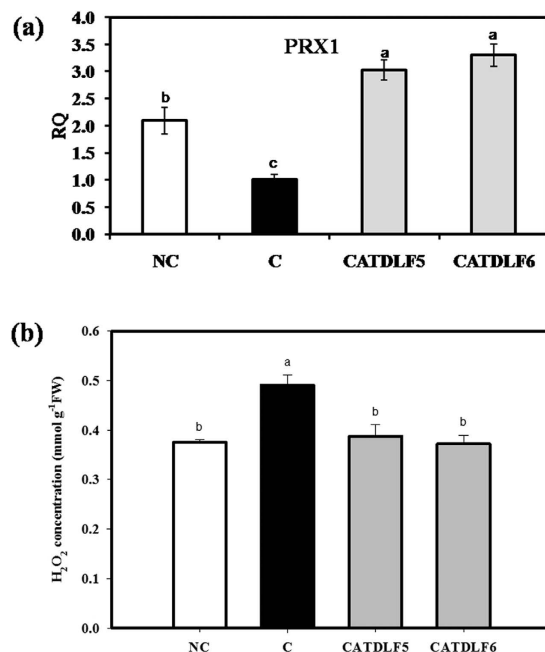 (a)
PRX1
RQ
4.0
3.5
3.0
2.5
2.0
1.5
1.0
0.5
0.0
b
c
a
a
NC C CATDLF5 CATDLF6
(b)
H₂O₂ concentration (mmol g⁻¹FW)
0.6
0.5
0.4
0.3
0.2
0.1
0.0
b
a
b
b
NC C CATDLF5 CATDLF6